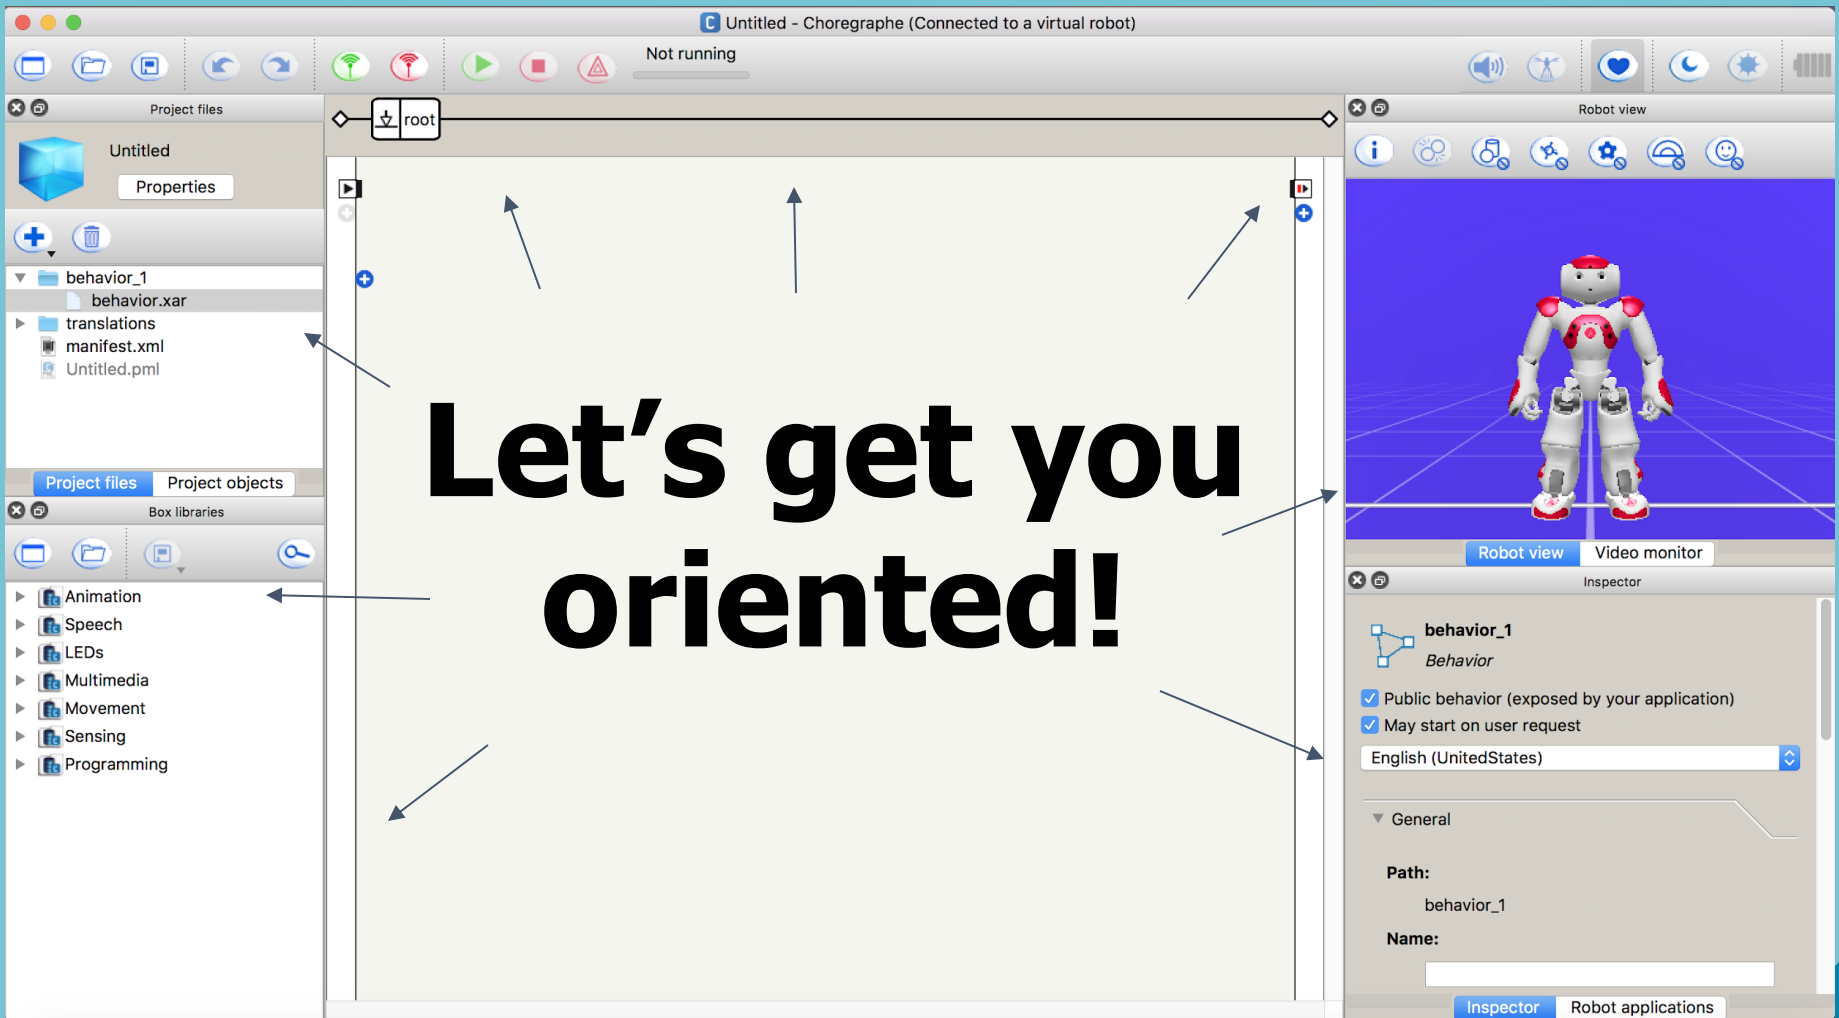 Untitled - Choregraphe (Connected to a virtual robot)
Not running
Project files
Untitled
Properties
behavior_1
behavior.xar
translations
manifest.xml
Untitled.pml
Project files
Project objects
Box libraries
Animation
Speech
LEDs
Multimedia
Movement
Sensing
Programming
root
Let’s get you
oriented!
Robot view
Robot view
Video monitor
Inspector
behavior_1
Behavior
Public behavior (exposed by your application)
May start on user request
English (UnitedStates)
General
Path:
behavior_1
Name:
Inspector
Robot applications